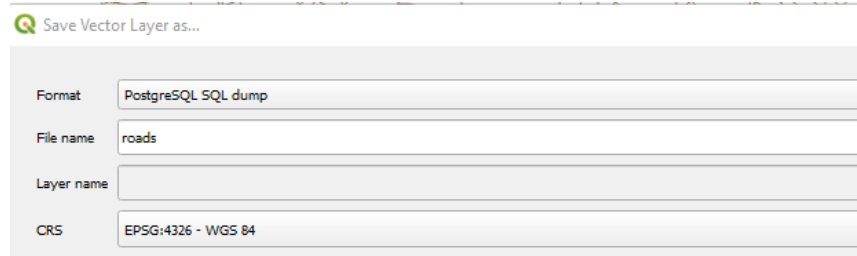 Save Vector Layer as...
Format PostgreSQL SQL dump
File name roads
Layer name
CRS EPSG:4326 - WGS 84